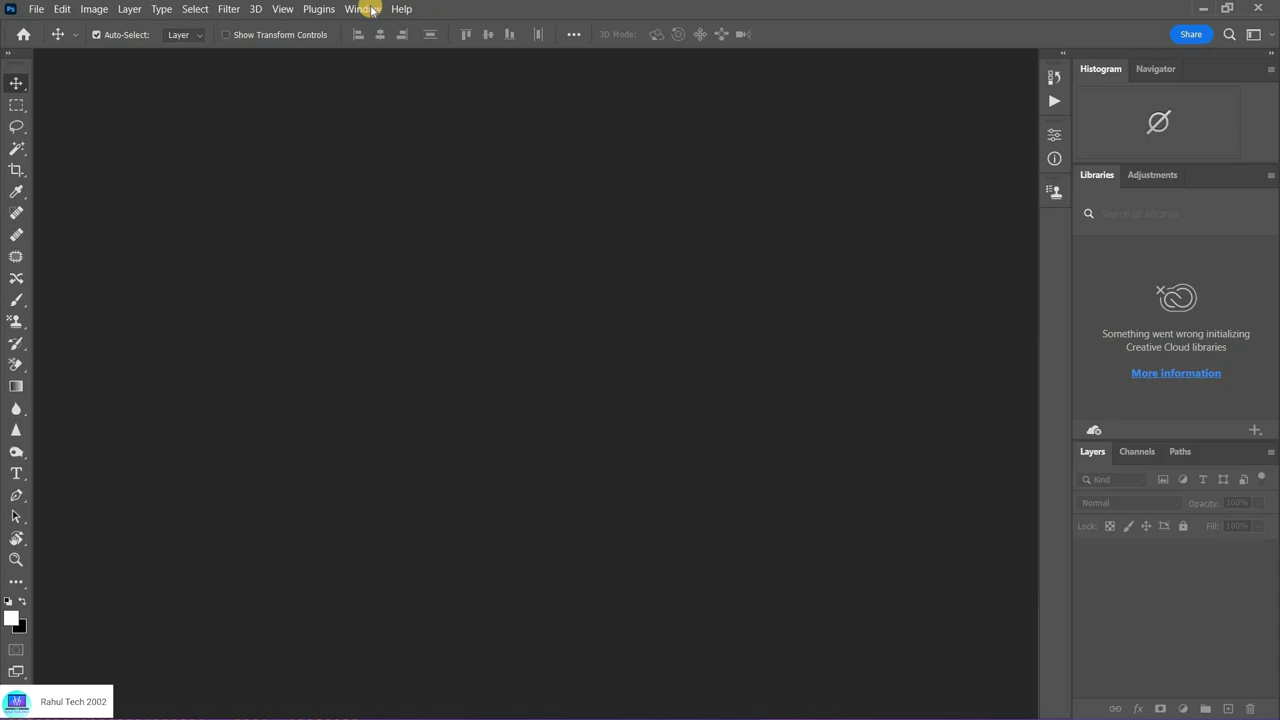 Ps File Edit Image Layer Type Select Filter 3D View Plugins Window Help
Auto-Select: Layer Show Transform Controls 3D Mode: Share
Histogram Navigator
Libraries Adjustments
Search all libraries
Something went wrong initializing
Creative Cloud libraries
More information
Layers Channels Paths
Kind
Normal Opacity: 100%
Lock: Fill: 100%
Rahul Tech 2002